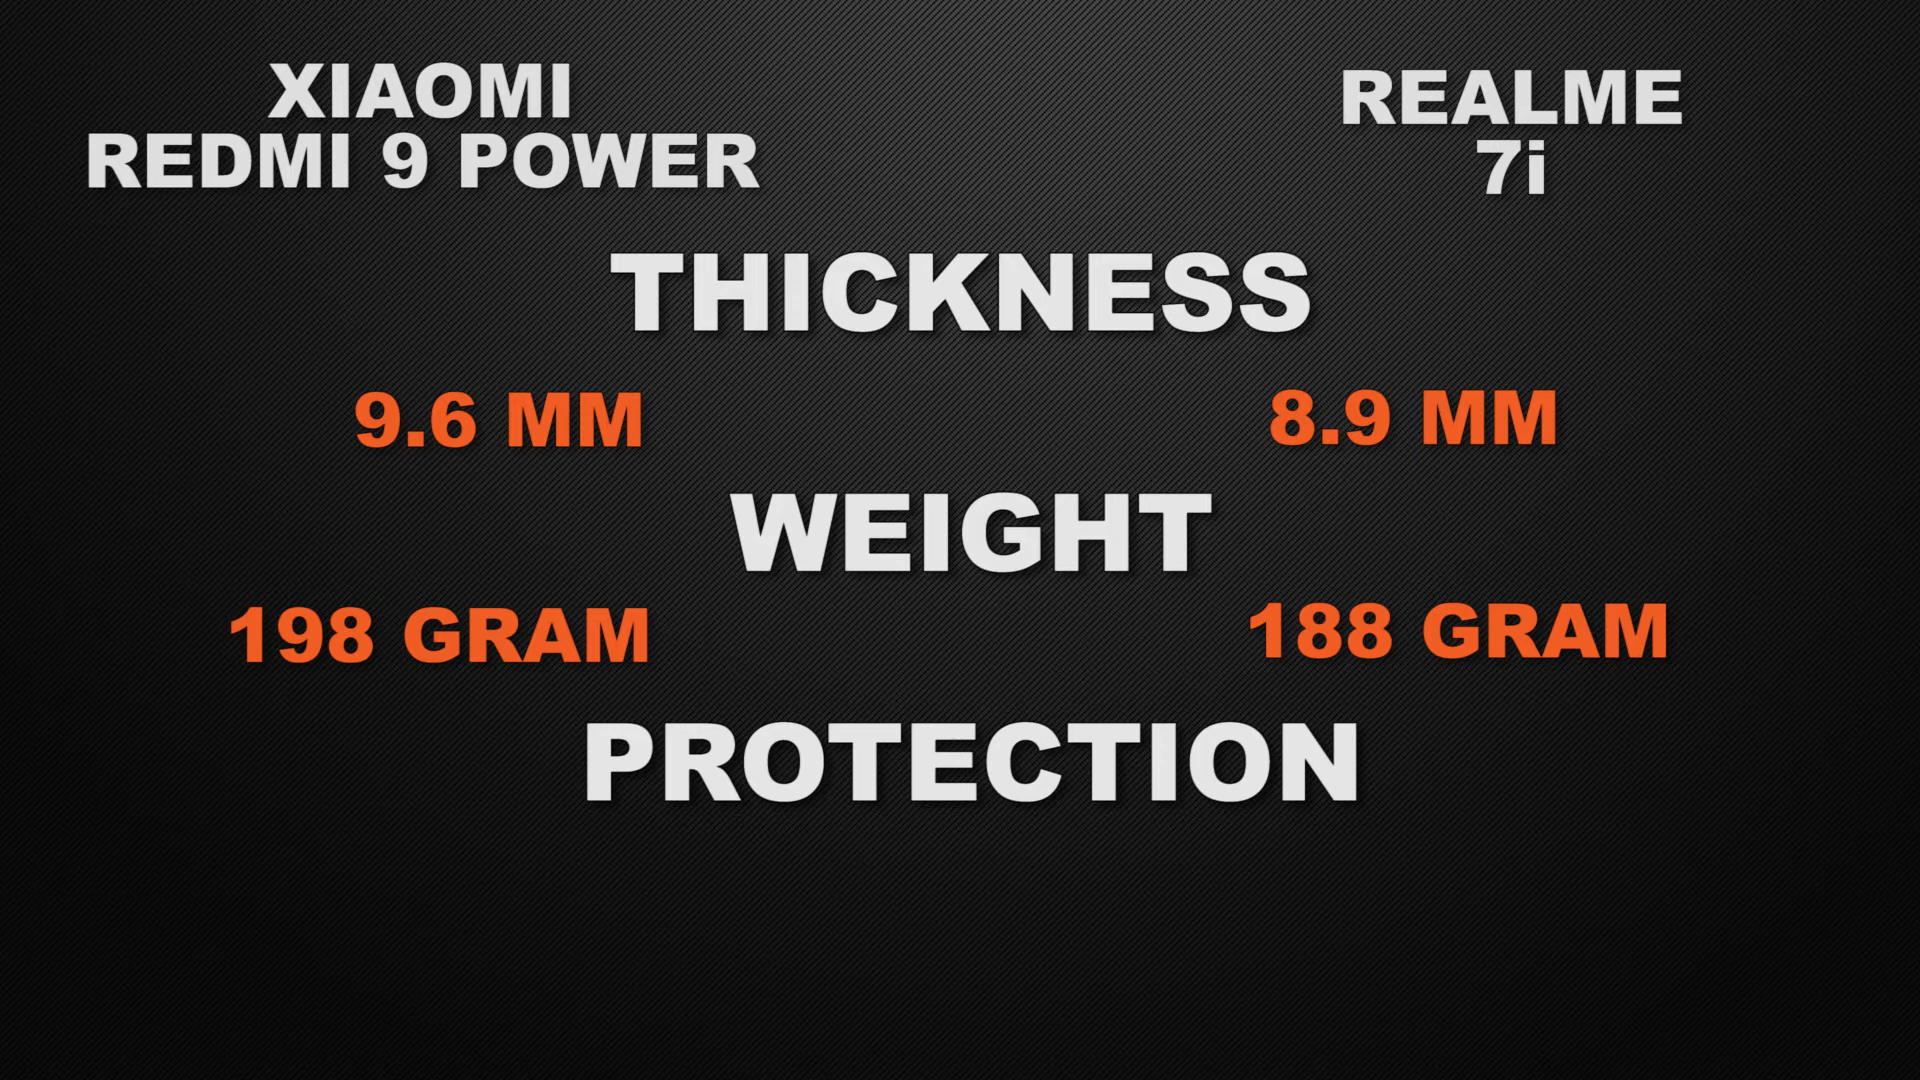 XIAOMI
REDMI 9 POWER
REALME
7i
THICKNESS
9.6 MM
8.9 MM
WEIGHT
198 GRAM
188 GRAM
PROTECTION